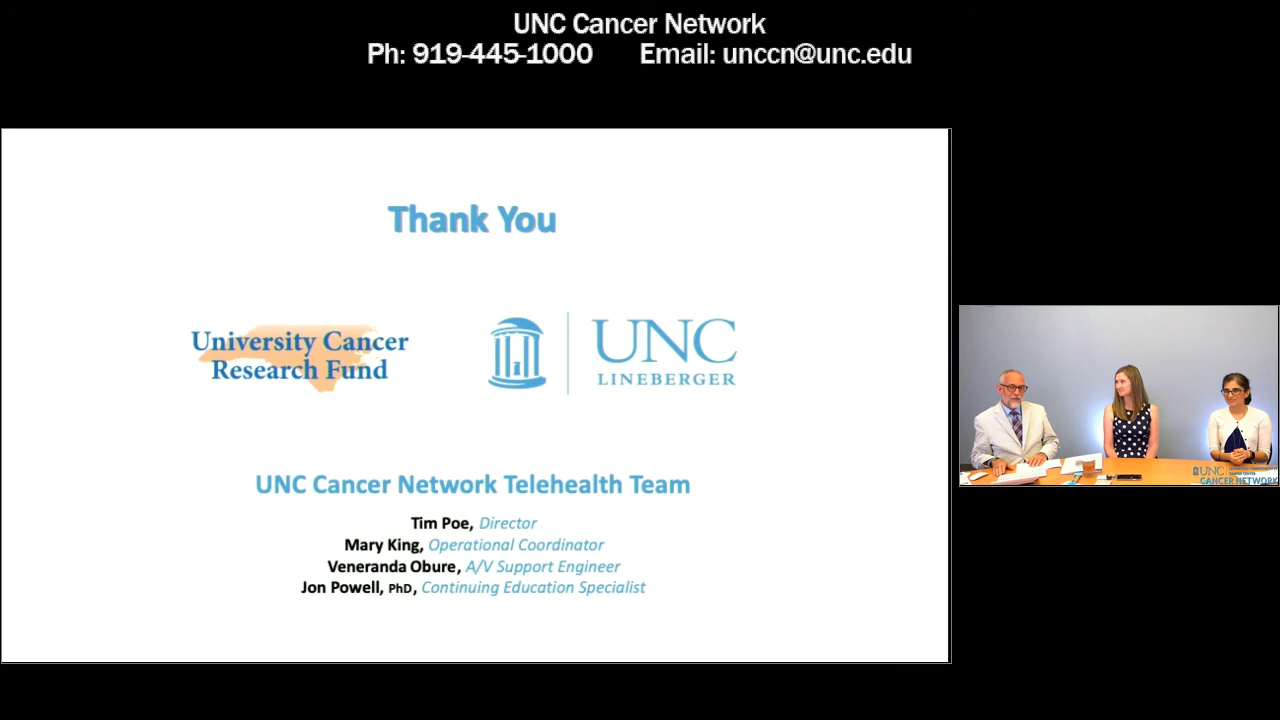 UNC Cancer Network
Ph: 919-445-1000 Email: unccn@unc.edu
Thank You
University Cancer
Research Fund
UNC
LINEBERGER
UNC Cancer Network Telehealth Team
Tim Poe, Director
Mary King, Operational Coordinator
Veneranda Obure, A/V Support Engineer
Jon Powell, PhD, Continuing Education Specialist
UNC
CANCER NETWORK